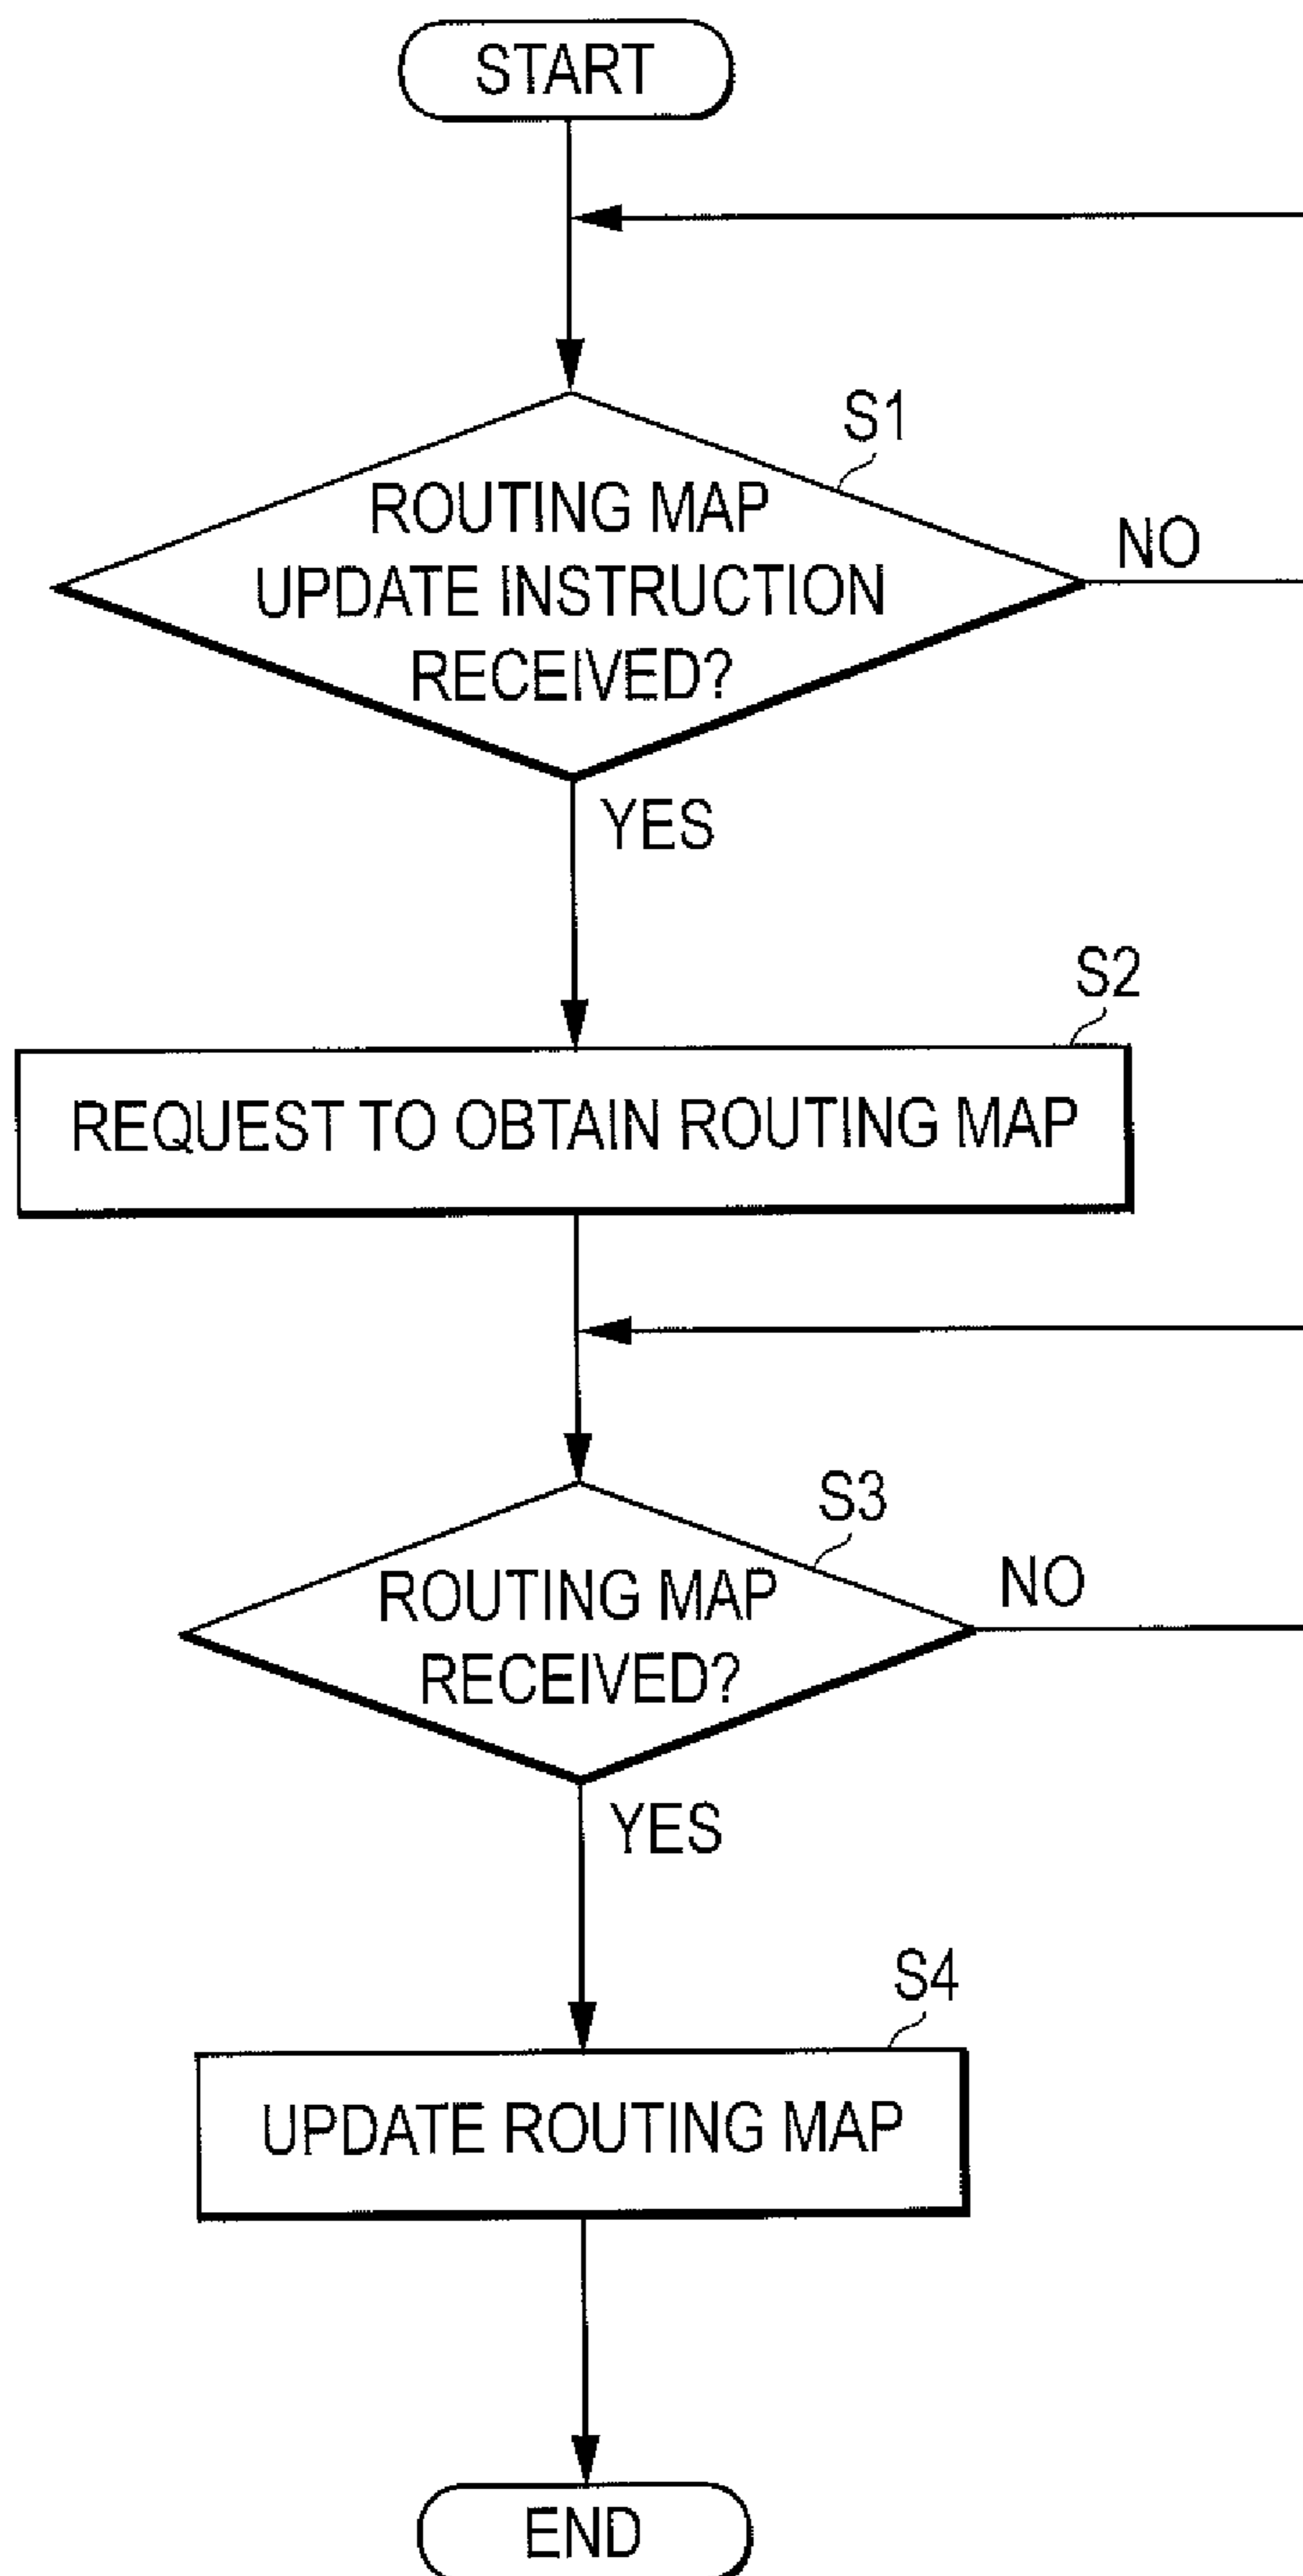 START
S1
ROUTING MAP
UPDATE INSTRUCTION
RECEIVED?
NO
YES
S2
REQUEST TO OBTAIN ROUTING MAP
S3
ROUTING MAP
RECEIVED?
NO
YES
S4
UPDATE ROUTING MAP
END